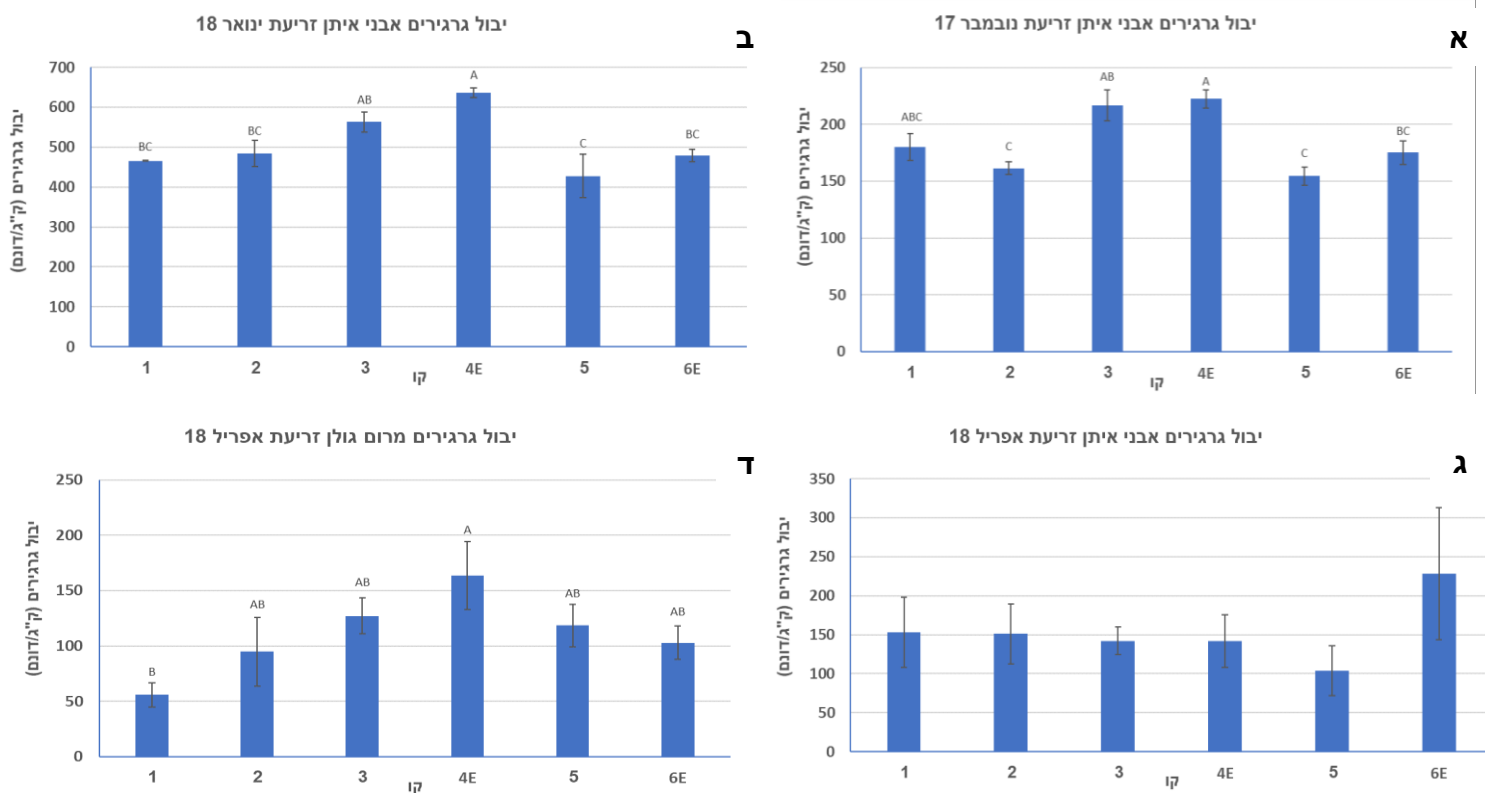 א
יבול גרגירים אבני איתן זריעת נובמבר 17
יבול גרגירים (ק"ג/דונם)
250
200
150
100
50
0
ABC
C
AB
A
C
BC
1 2 3 4E 5 6E
קו
ב
יבול גרגירים אבני איתן זריעת ינואר 18
יבול גרגירים (ק"ג/דונם)
700
600
500
400
300
200
100
0
BC
BC
AB
A
C
BC
1 2 3 4E 5 6E
קו
ג
יבול גרגירים אבני איתן זריעת אפריל 18
יבול גרגירים (ק"ג/דונם)
350
300
250
200
150
100
50
0
1 2 3 4E 5 6E
קו
ד
יבול גרגירים מרום גולן זריעת אפריל 18
יבול גרגירים (ק"ג/דונם)
250
200
150
100
50
0
B
AB
AB
A
AB
AB
1 2 3 4E 5 6E
קו